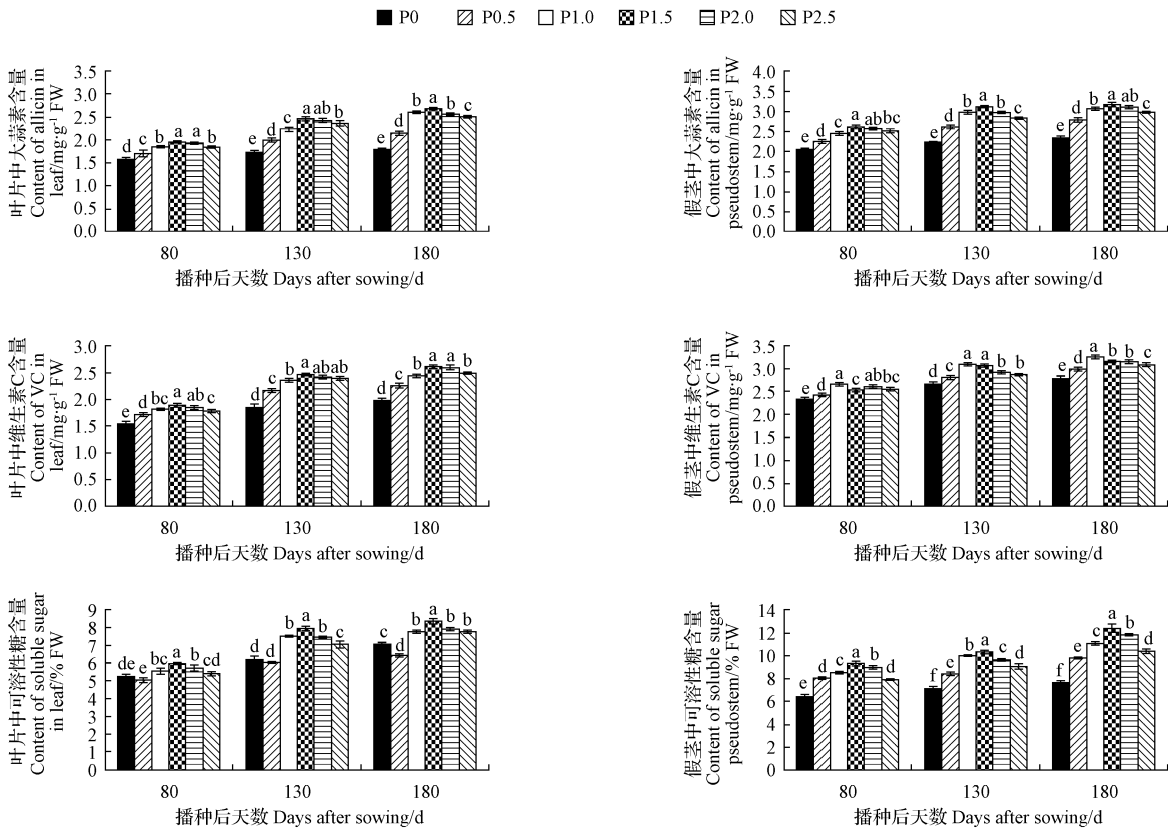 P0 P0.5 P1.0 P1.5 P2.0 P2.5
叶片中大蒜素含量
Content of allicin in
leaf/mg·g⁻¹ FW
3.5
3.0
2.5
2.0
1.5
1.0
0.5
0.0
e d c b a a b
e d c b a ab b
e d b a b c
80 130 180
播种后天数 Days after sowing/d
假茎中大蒜素含量
Content of allicin in
pseudostem/mg·g⁻¹ FW
4.0
3.5
3.0
2.5
2.0
1.5
1.0
0.5
0.0
e d c a abbc
e d b a b c
e d b a ab c
80 130 180
播种后天数 Days after sowing/d
叶片中维生素C含量
Content of VC in
leaf/mg·g⁻¹ FW
3.0
2.5
2.0
1.5
1.0
0.5
0.0
e d bc a ab c
d c b a ab ab
d c b a a b
80 130 180
播种后天数 Days after sowing/d
假茎中维生素C含量
Content of VC in
pseudostem/mg·g⁻¹ FW
3.5
3.0
2.5
2.0
1.5
1.0
0.5
0.0
e d a c abbc
d c a a b b
e d a b b c
80 130 180
播种后天数 Days after sowing/d
叶片中可溶性糖含量
Content of soluble sugar
in leaf/% FW
9
8
7
6
5
4
3
2
1
0
de e bc a b cd
d d b a b c
c d b a b b
80 130 180
播种后天数 Days after sowing/d
假茎中可溶性糖含量
Content of soluble sugar
pseudostem/% FW
14
12
10
8
6
4
2
0
e d c a b d
f e b a c d
f e c a b d
80 130 180
播种后天数 Days after sowing/d